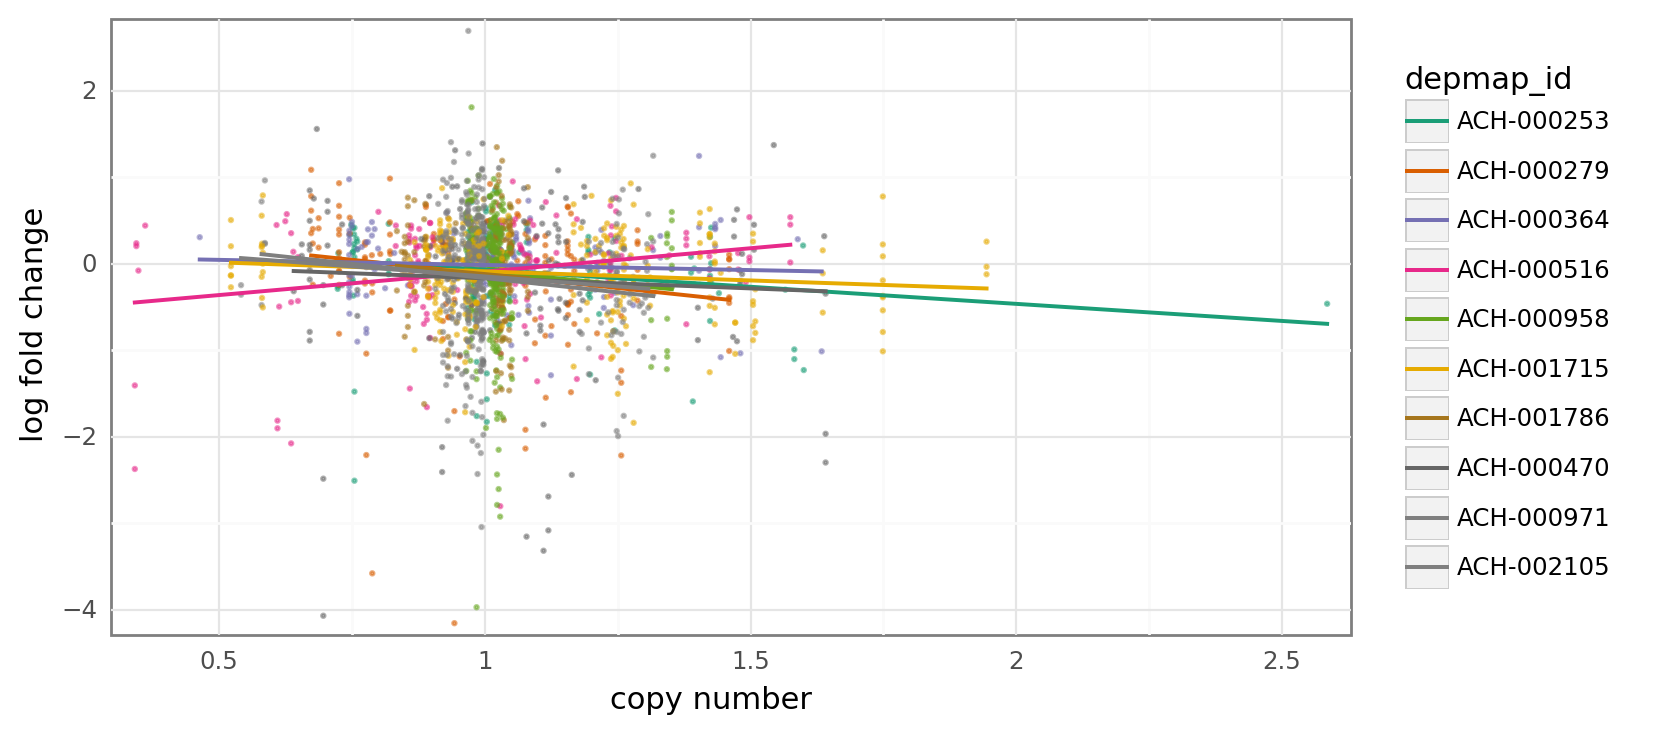 2
0
−2
−4
log fold change
0.5
1
1.5
2
2.5
copy number
depmap_id
ACH-000253
ACH-000279
ACH-000364
ACH-000516
ACH-000958
ACH-001715
ACH-001786
ACH-000470
ACH-000971
ACH-002105